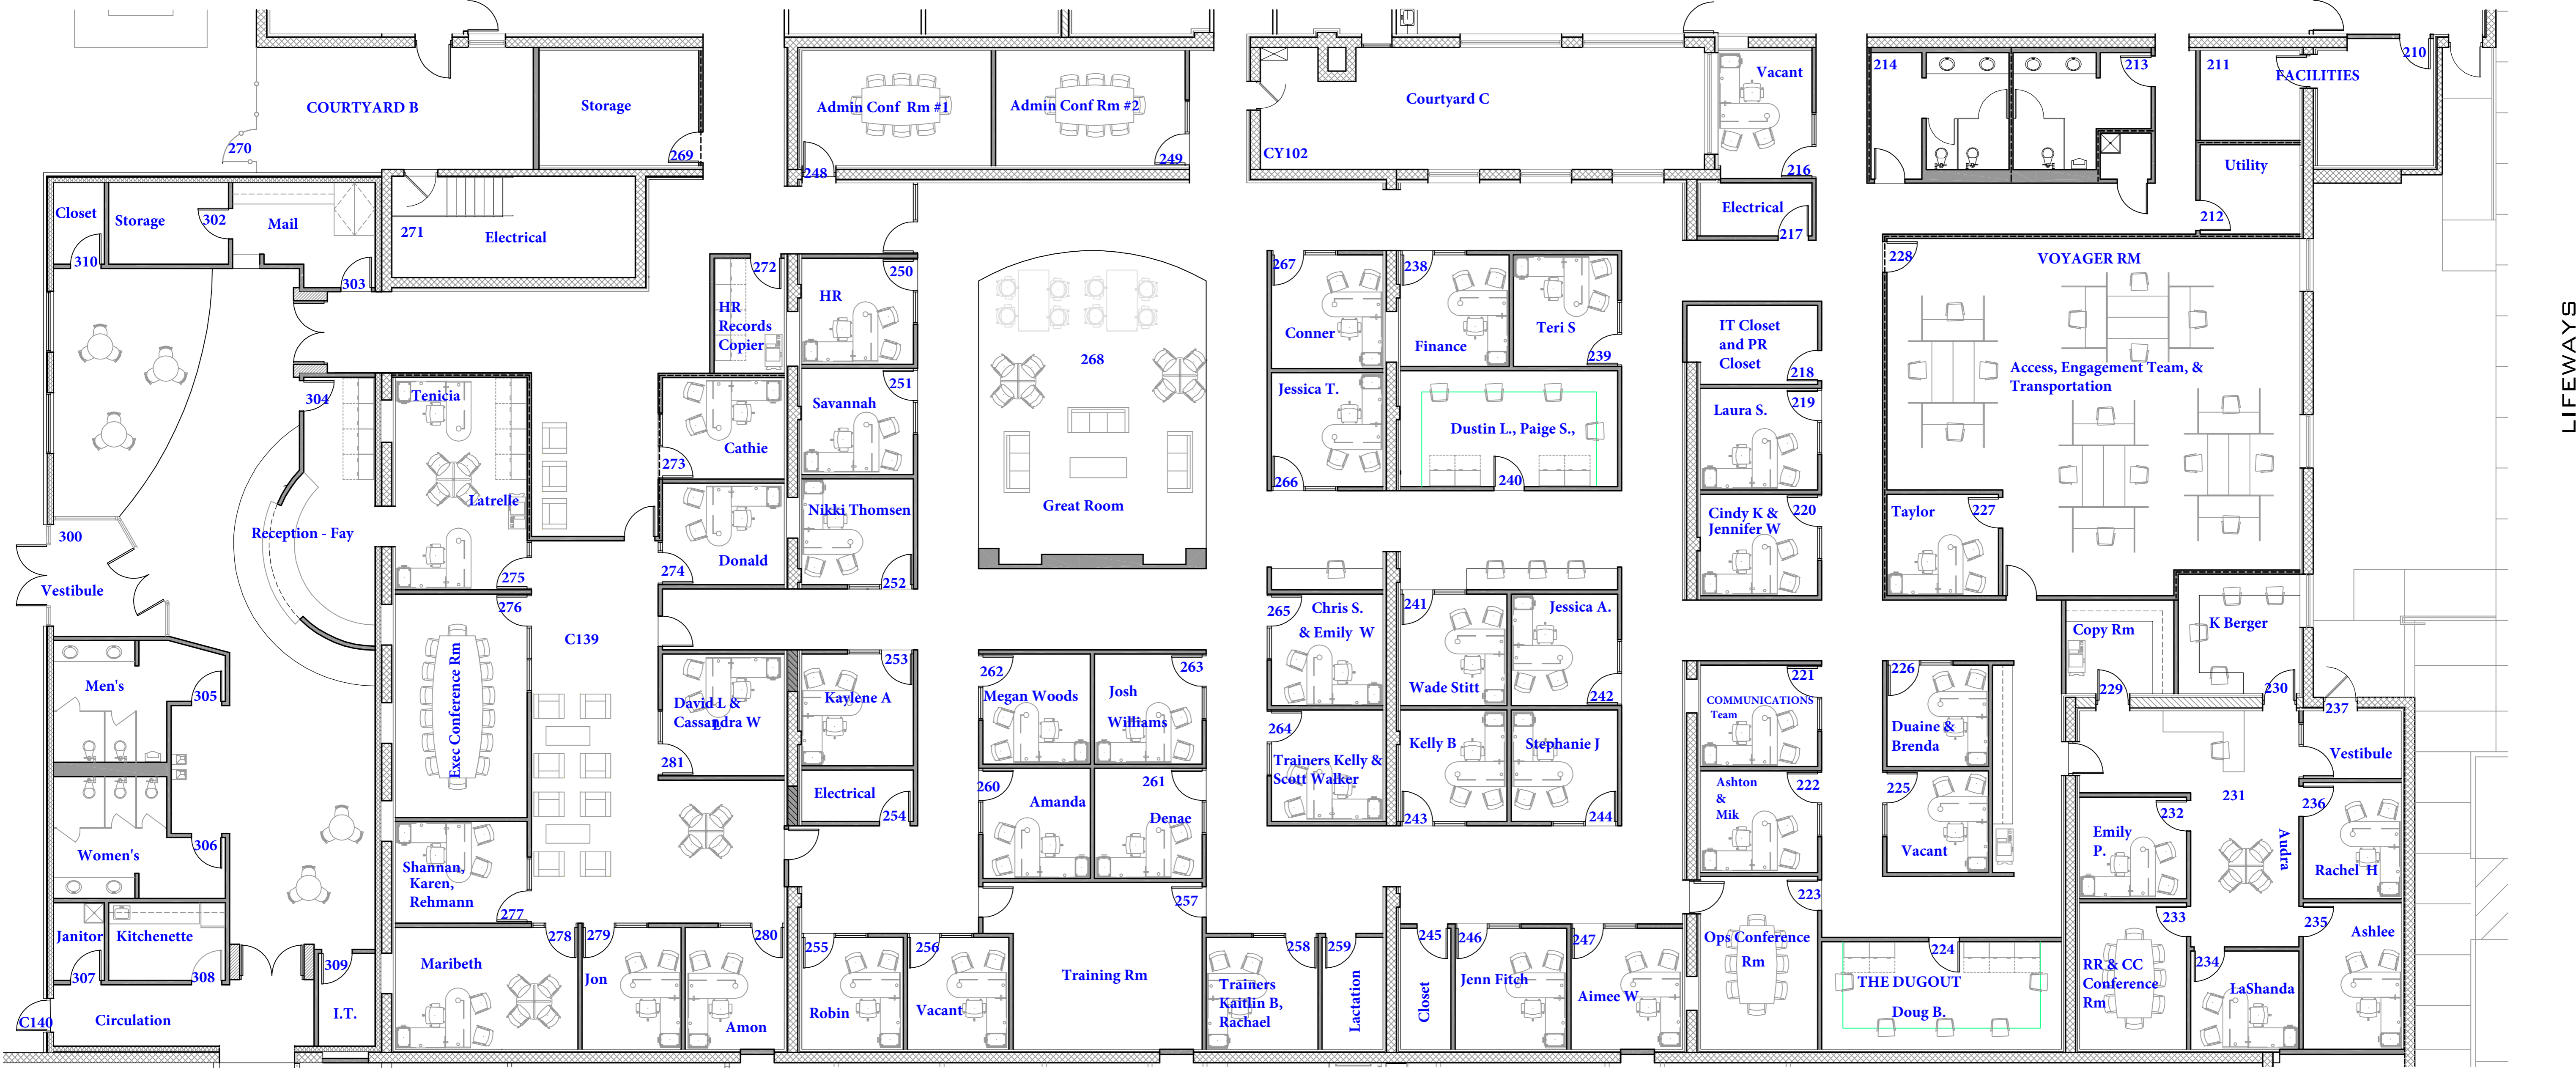 COURTYARD B
270
Storage
269
Admin Conf Rm #1
248
Admin Conf Rm #2
249
Courtyard C
CY102
Vacant
216
Electrical
217
214
213
211
FACILITIES
210
Utility
212
Closet
310
Storage
302
Mail
303
271
Electrical
272
HR
Records
Copier
250
HR
251
Savannah
Nikki Thomsen
252
268
Great Room
267
Conner
Jessica T.
266
238
Finance
Teri S
239
Dustin L., Paige S.,
240
IT Closet
and PR
Closet
218
219
Laura S.
Cindy K &
Jennifer W
220
228
VOYAGER RM
Access, Engagement Team, &
Transportation
Taylor
227
LIFEWAYS
304
Tenicia
Latrelle
275
Cathie
273
Donald
274
300
Vestibule
Reception - Fay
276
Exec Conference Rm
C139
Men's
305
Women's
306
Janitor
307
Kitchenette
308
C140
Circulation
309
I.T.
David L &
Cassandra W
L
281
253
Kaylene A
Electrical
254
Shannan,
Karen,
Rehmann
277
Maribeth
278
279
Jon
280
Amon
255
Robin
256
Vacant
262
Megan Woods
263
Josh
Williams
260
Amanda
261
Denae
257
Training Rm
258
Trainers
Kaitlin B,
Rachael
259
Lactation
265
Chris S.
& Emily W
264
Trainers Kelly &
Scott Walker
241
Wade Stitt
Jessica A.
242
Kelly B
243
Stephanie J
244
245
Closet
246
Jenn Fitch
247
Aimee W
221
COMMUNICATIONS
Team
Ashton
&
Mik
222
223
Ops Conference
Rm
226
Duaine &
Brenda
225
Vacant
224
THE DUGOUT
Doug B.
Copy Rm
229
K Berger
230
237
Vestibule
231
Audra
232
Emily
P.
236
Rachel H
233
RR & CC
Conference
Rm
234
LaShanda
235
Ashlee